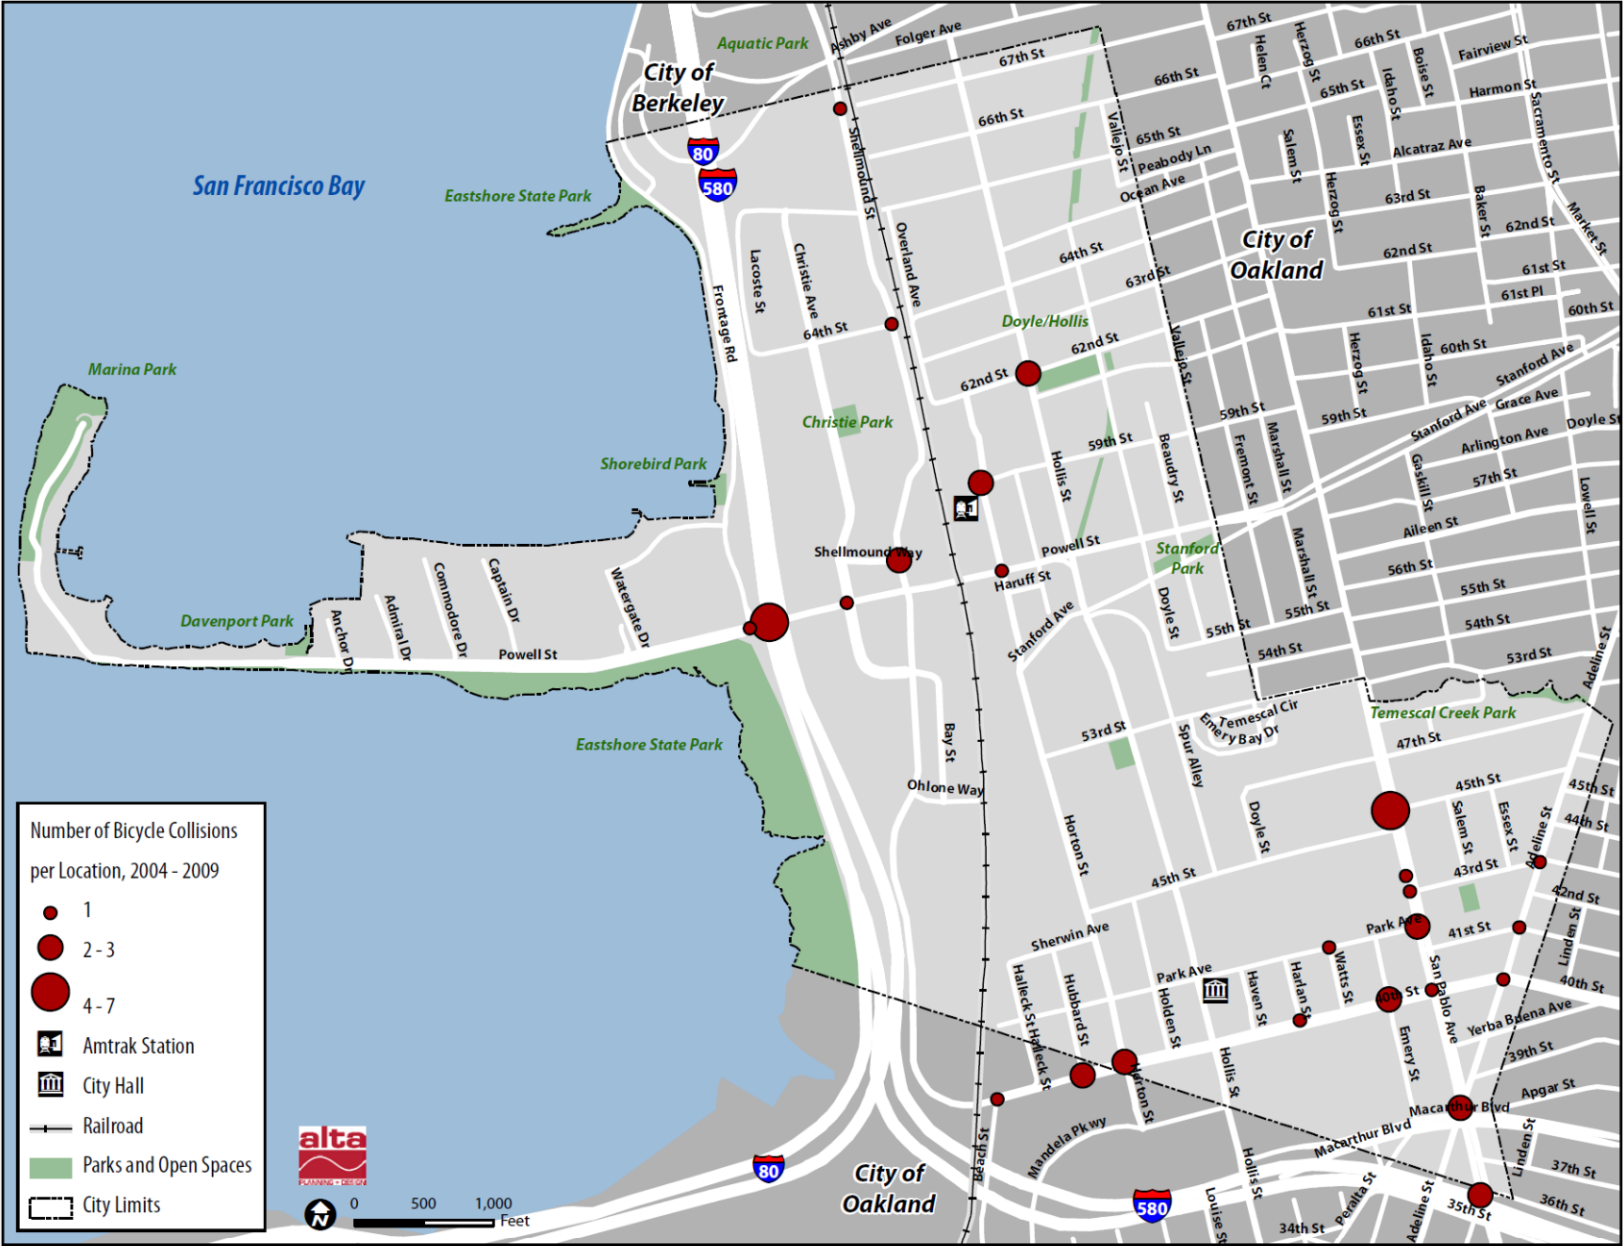 Aquatic Park
Ashby Ave
Folger Ave
67th St
66th St
67th St
Helen Ct
Herzog St
66th St
Boise St
Fairview St
City of
Berkeley
66th St
65th St
Idaho St
Harmon St
Sacramento St
80
580
Shellmound St
Vallejo St
65th St
Peabody Ln
Ocean Ave
Salem St
Essex St
Alcatraz Ave
San Francisco Bay
Eastshore State Park
Herzog St
63rd St
Baker St
62nd St
Market St
City of
Oakland
62nd St
61st St
61st Pl
60th St
Lacoste St
Christie Ave
Overland Ave
64th St
63rd St
Frontage Rd
64th St
Doyle/Hollis
62nd St
Vallejo St
61st St
Herzog St
Idaho St
60th St
Stanford Ave
Marina Park
62nd St
Christie Park
59th St
59th St
Stanford Ave
Grace Ave
Arlington Ave
Doyle St
Shorebird Park
Hollis St
59th St
Beaudry St
Fremont St
Marshall St
Gaskill St
57th St
Lowell St
Aileen St
Shellmound Way
Powell St
Haruff St
Stanford
Park
Marshall St
56th St
55th St
Captain Dr
Commodore Dr
Admiral Dr
Anchor Dr
Watergate Dr
Davenport Park
Powell St
Stanford Ave
Doyle St
55th St
55th St
54th St
54th St
53rd St
Adeline St
Eastshore State Park
Bay St
53rd St
Spur Alley
Temescal Cir
Emery Bay Dr
Temescal Creek Park
47th St
Ohlone Way
Horton St
Doyle St
45th St
Salem St
Essex St
Adeline St
45th St
44th St
45th St
43rd St
42nd St
Sherwin Ave
Park Ave
41st St
Linden St
Halleck St
Halleck St
Hubbard St
Park Ave
Holden St
Haven St
Harlan St
Watts St
40th St
San Pablo Ave
40th St
Yerba Buena Ave
Emery St
39th St
Horton St
Hollis St
Apgar St
Macarthur Blvd
Macarthur Blvd
Mandela Pkwy
Beach St
Hollis St
Linden St
37th St
36th St
80
City of
Oakland
580
Louise St
34th St
Peralta St
Adeline St
35th St
Number of Bicycle Collisions
per Location, 2004 - 2009
1
2 - 3
4 - 7
Amtrak Station
City Hall
Railroad
Parks and Open Spaces
City Limits
alta
PLANNING + DESIGN
N
0 500 1,000
Feet